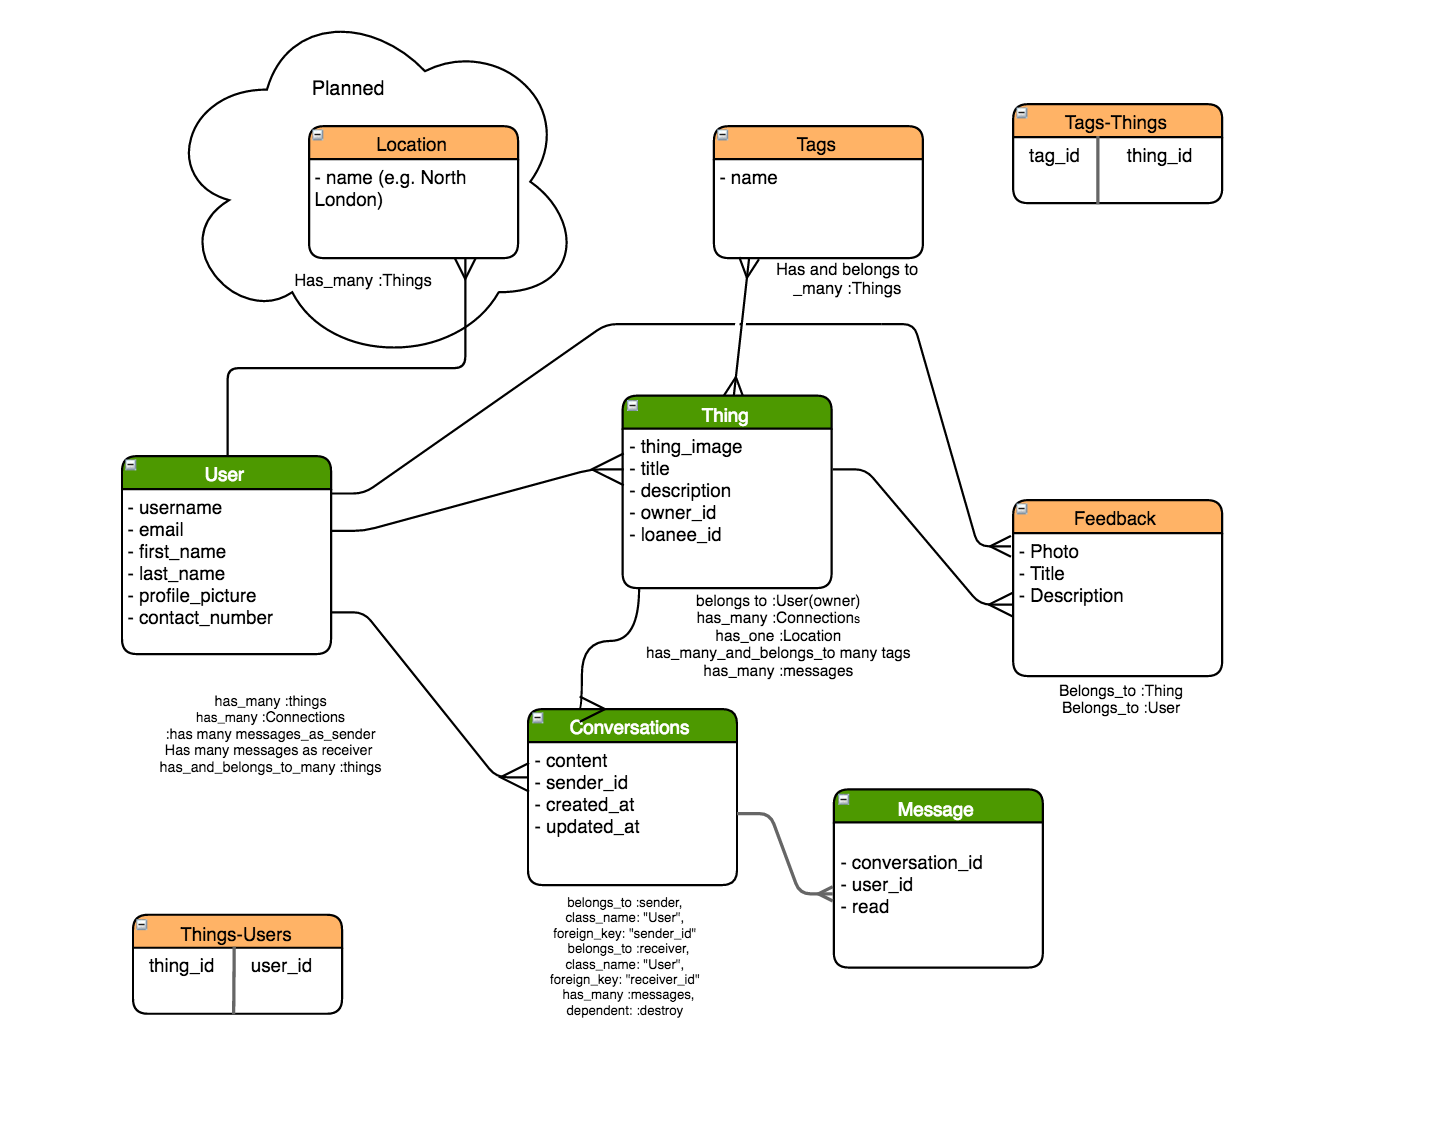 Planned
Location
- name (e.g. North
London)
Has_many :Things
Tags
- name
Has and belongs to
_many :Things
Tags-Things
tag_id
thing_id
Thing
- thing_image
- title
- description
- owner_id
- loanee_id
belongs to :User(owner)
has_many :Connections
has_one :Location
has_many_and_belongs_to many tags
has_many :messages
User
- username
- email
- first_name
- last_name
- profile_picture
- contact_number
has_many :things
has_many :Connections
:has many messages_as_sender
Has many messages as receiver
has_and_belongs_to_many :things
Feedback
- Photo
- Title
- Description
Belongs_to :Thing
Belongs_to :User
Conversations
- content
- sender_id
- created_at
- updated_at
belongs_to :sender,
class_name: "User",
foreign_key: "sender_id"
belongs_to :receiver,
class_name: "User",
foreign_key: "receiver_id"
has_many :messages,
dependent: :destroy
Message
- conversation_id
- user_id
- read
Things-Users
thing_id
user_id